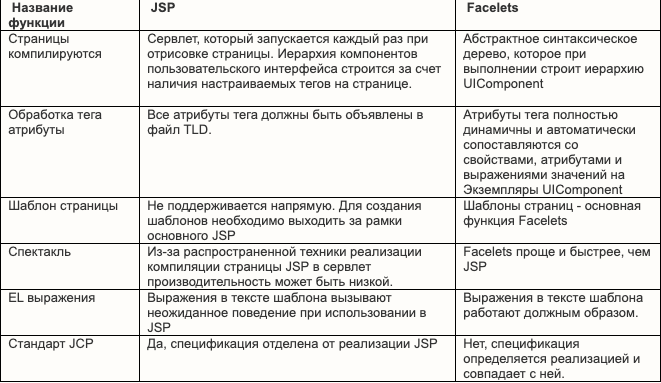 Название функции JSP Facelets
Страницы компилируются
Сервлет, который запускается каждый раз при
отрисовке страницы. Иерархия компонентов
пользовательского интерфейса строится за счет
наличия настраиваемых тегов на странице.
Абстрактное синтаксическое
дерево, которое при
выполнении строит иерархию
UIComponent
Обработка тега
атрибуты
Все атрибуты тега должны быть объявлены в
файл TLD.
Атрибуты тега полностью
динамичны и автоматически
сопоставляются со
свойствами, атрибутами и
выражениями значений на
Экземпляры UIComponent
Шаблон страницы
Не поддерживается напрямую. Для создания
шаблонов необходимо выходить за рамки
основного JSP
Шаблоны страниц - основная
функция Facelets
Спектакль
Из-за распространенной техники реализации
компиляции страницы JSP в сервлет
производительность может быть низкой.
Facelets проще и быстрее, чем
JSP
EL выражения
Выражения в тексте шаблона вызывают
неожиданное поведение при использовании в
JSP
Выражения в тексте шаблона
работают должным образом.
Стандарт JCP
Да, спецификация отделена от реализации JSP
Нет, спецификация
определяется реализацией и
совпадает с ней.